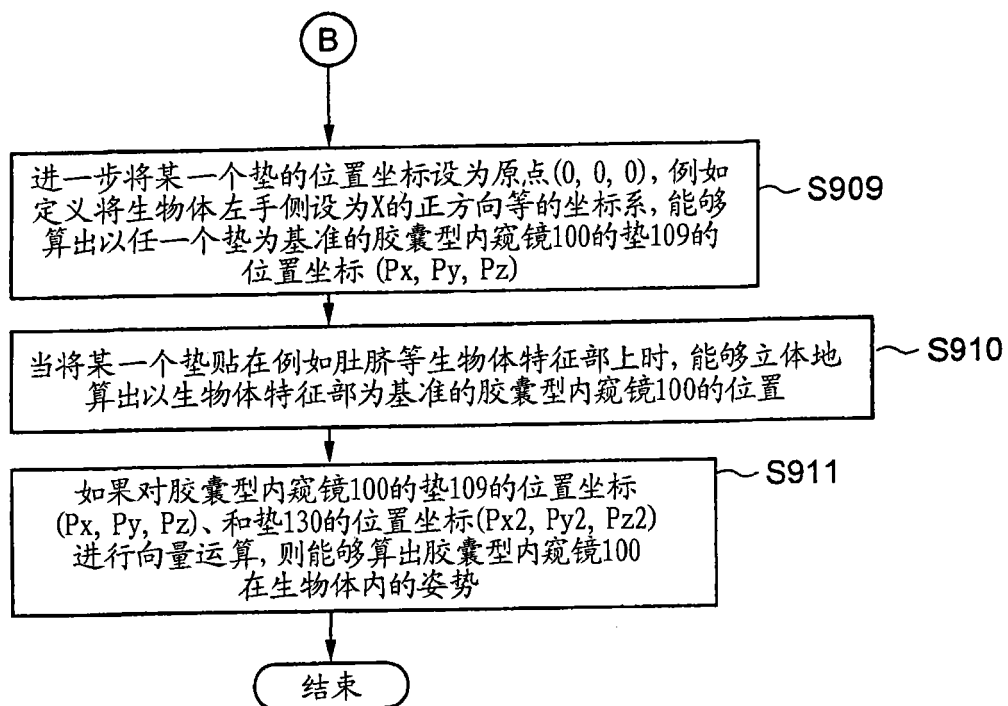 B
进一步将某一个垫的位置坐标设为原点(0, 0, 0), 例如
定义将生物体左手侧设为X的正方向等的坐标系, 能够
算出以任一个垫为基准的胶囊型内窥镜100的垫109的
位置坐标 (Px, Py, Pz)
S909
当将某一个垫贴在例如肚脐等生物体特征部上时, 能够立体地
算出以生物体特征部为基准的胶囊型内窥镜100的位置
S910
如果对胶囊型内窥镜100的垫109的位置坐标
(Px, Py, Pz)、和垫130的位置坐标(Px2, Py2, Pz2)
进行向量运算, 则能够算出胶囊型内窥镜100
在生物体内的姿势
S911
结束